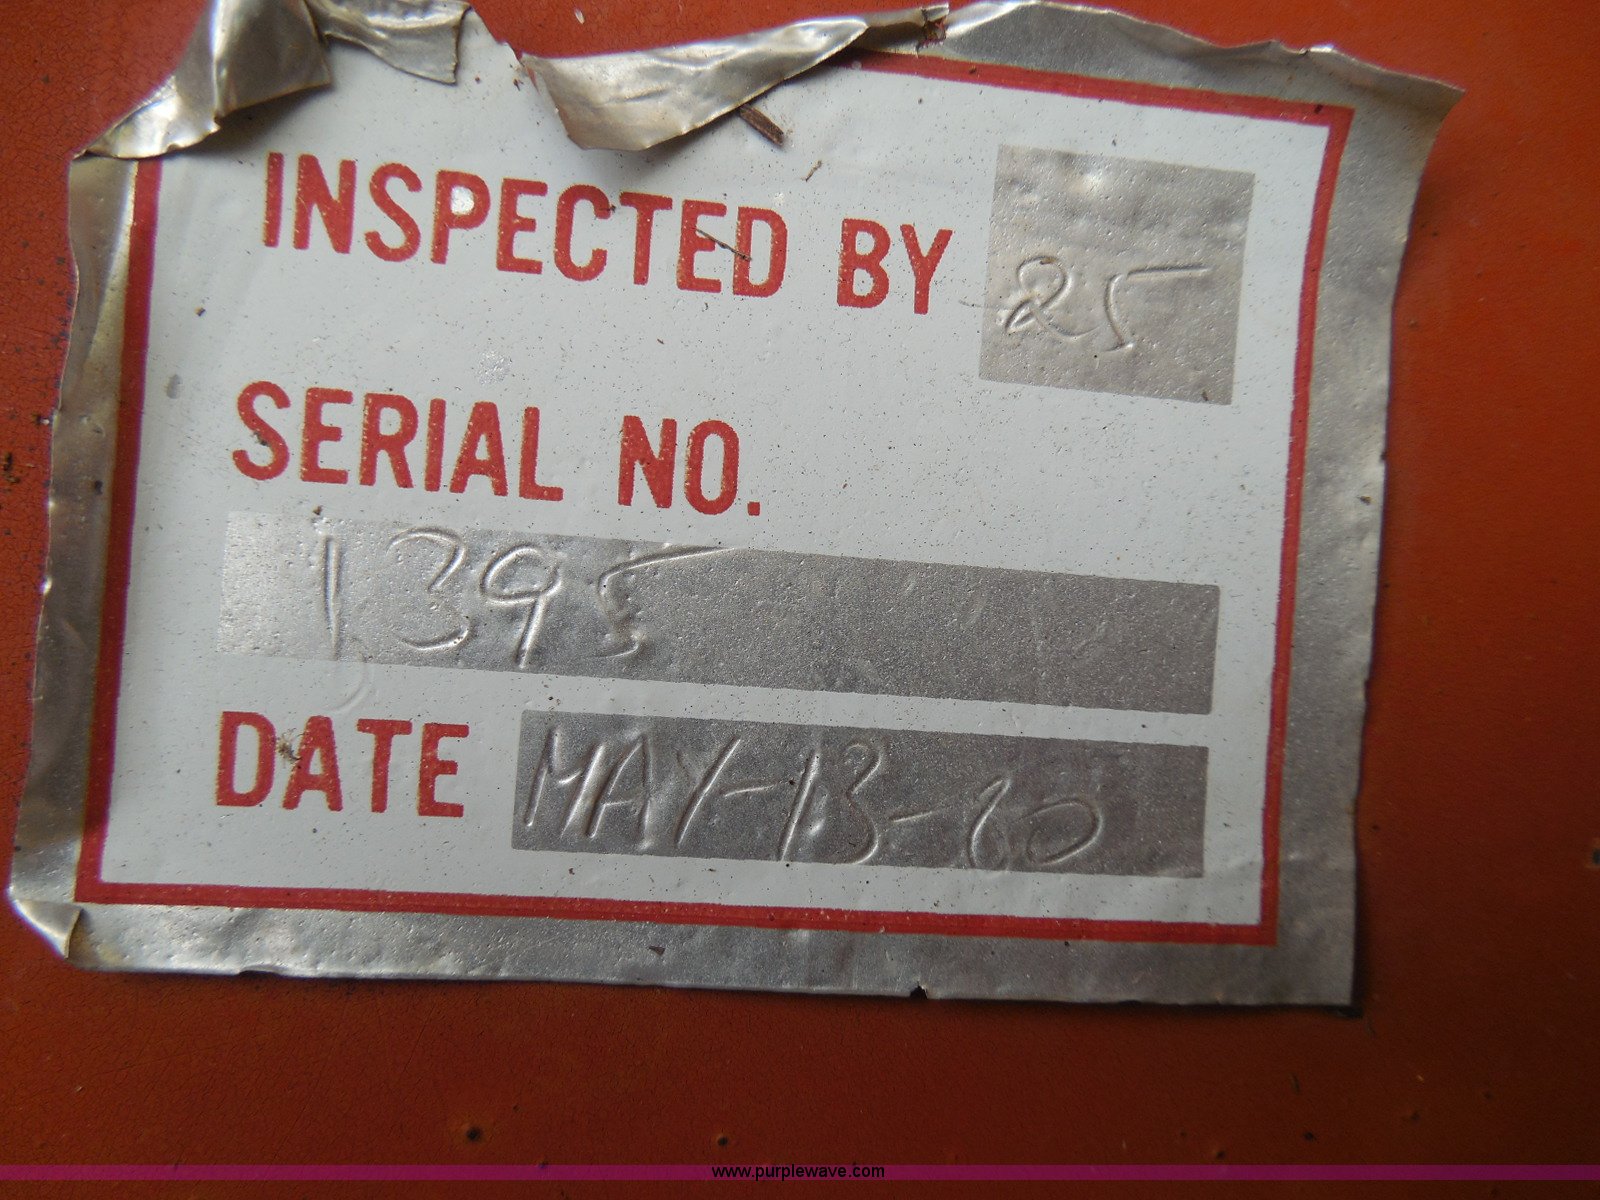 INSPECTED BY 25
SERIAL NO.
1395
DATE MAY-13-80
www.purplewave.com